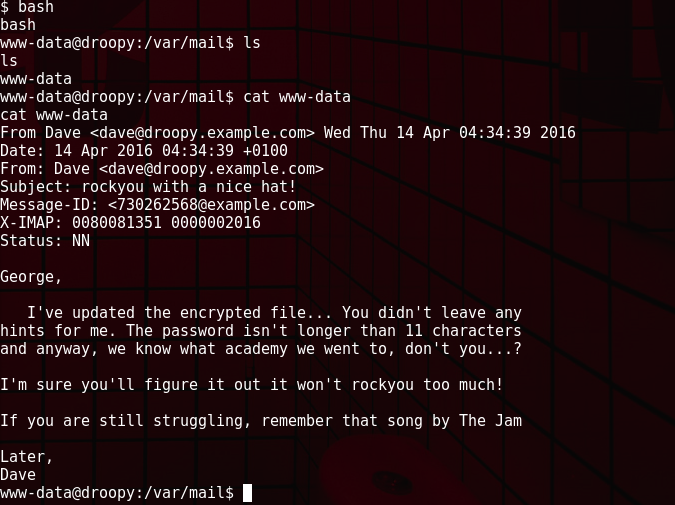 $ bash
bash
www-data@droopy:/var/mail$ ls
ls
www-data
www-data@droopy:/var/mail$ cat www-data
cat www-data
From Dave <dave@droopy.example.com> Wed Thu 14 Apr 04:34:39 2016
Date: 14 Apr 2016 04:34:39 +0100
From: Dave <dave@droopy.example.com>
Subject: rockyou with a nice hat!
Message-ID: <730262568@example.com>
X-IMAP: 0080081351 0000002016
Status: NN
George,
I've updated the encrypted file... You didn't leave any
hints for me. The password isn't longer than 11 characters
and anyway, we know what academy we went to, don't you...?
I'm sure you'll figure it out it won't rockyou too much!
If you are still struggling, remember that song by The Jam
Later,
Dave
www-data@droopy:/var/mail$